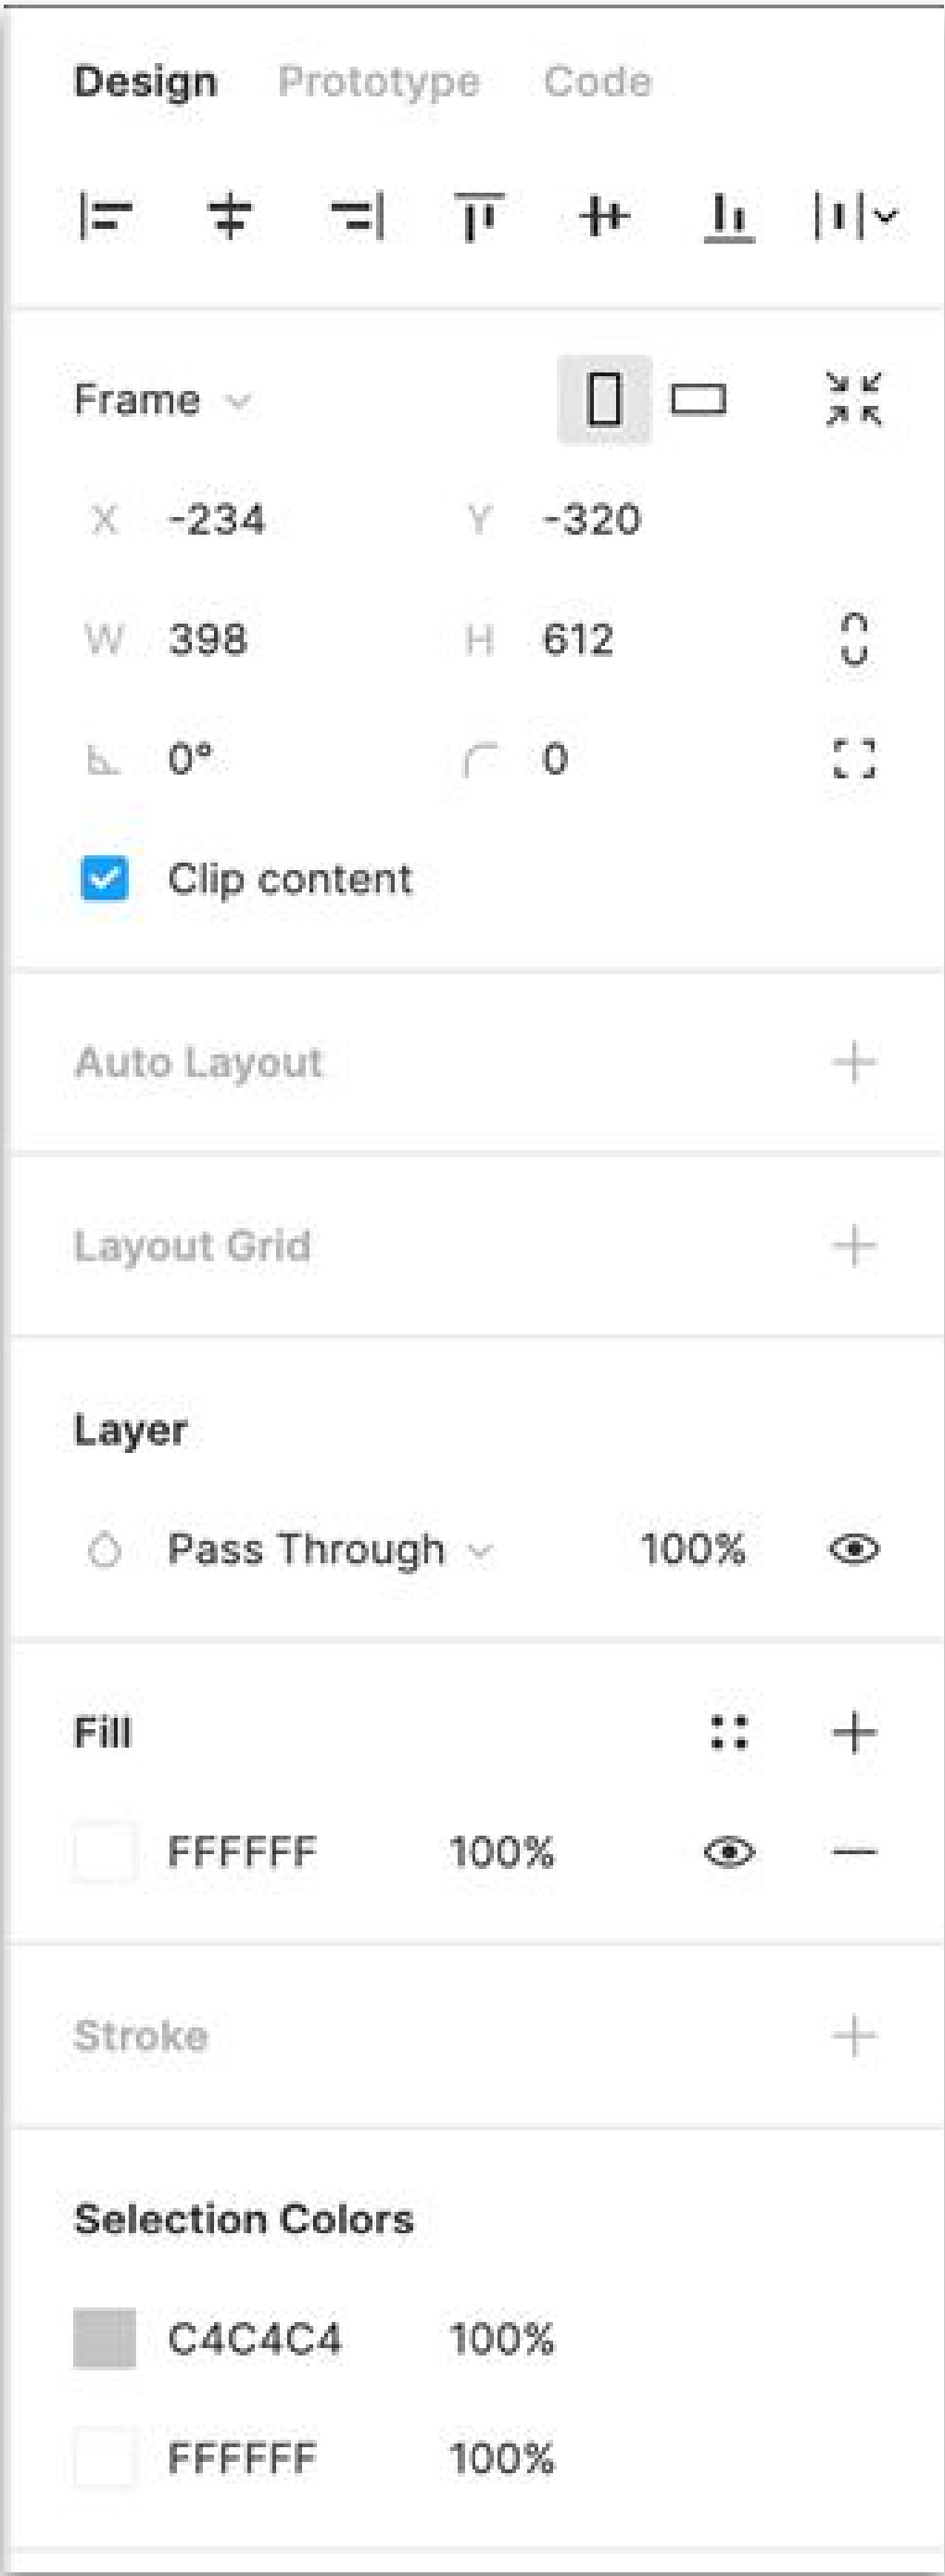 Design Prototype Code
Frame
X -234 Y -320
W 398 H 612
0° 0
Clip content
Auto Layout
Layout Grid
Layer
Pass Through 100%
Fill
FFFFFF 100%
Stroke
Selection Colors
C4C4C4 100%
FFFFFF 100%